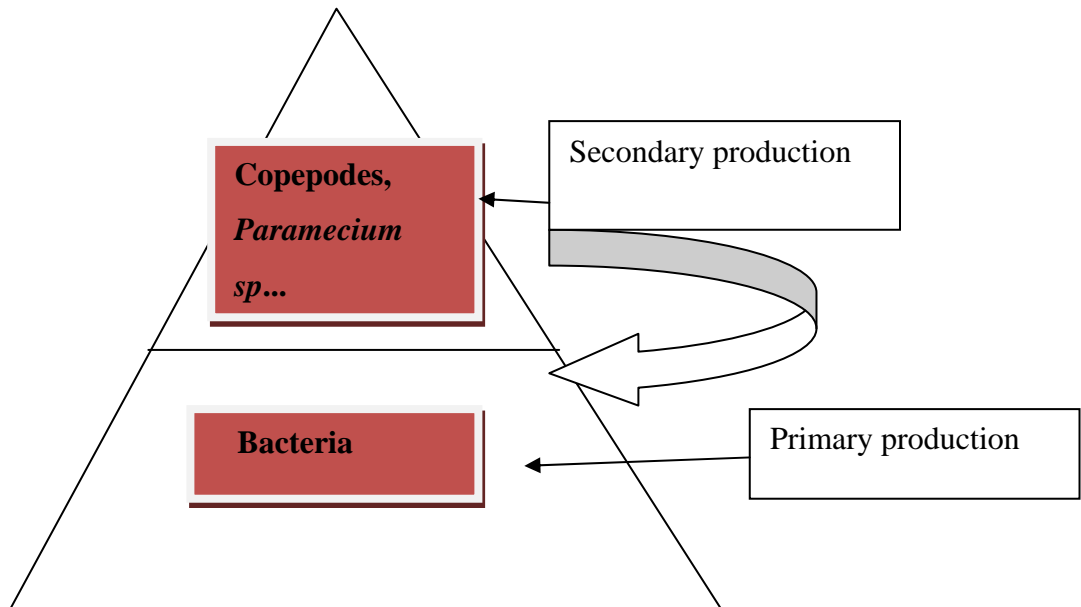 Copepodes,
Paramecium
sp...
Secondary production
Bacteria
Primary production